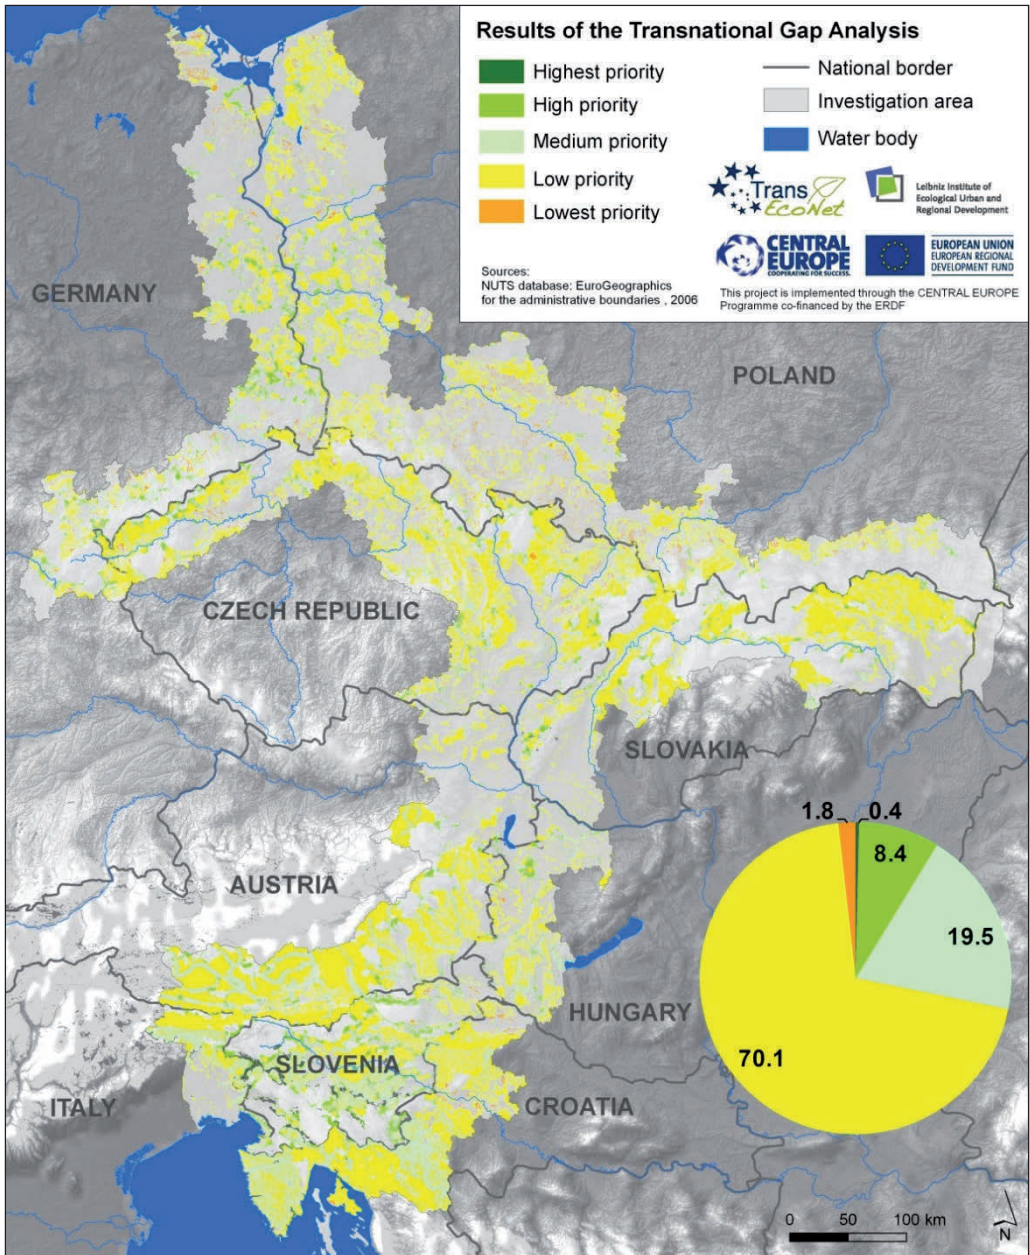 Results of the Transnational Gap Analysis
Highest priority
High priority
Medium priority
Low priority
Lowest priority
National border
Investigation area
Water body
Trans
EcoNet
Leibniz Institute of
Ecological Urban and
Regional Development
CENTRAL
EUROPE
COOPERATING FOR SUCCESS.
EUROPEAN UNION
EUROPEAN REGIONAL
DEVELOPMENT FUND
Sources:
NUTS database: EuroGeographics
for the administrative boundaries , 2006
This project is implemented through the CENTRAL EUROPE
Programme co-financed by the ERDF
GERMANY
POLAND
CZECH REPUBLIC
SLOVAKIA
AUSTRIA
HUNGARY
SLOVENIA
ITALY
CROATIA
1.8
0.4
8.4
19.5
70.1
0 50 100 km
N